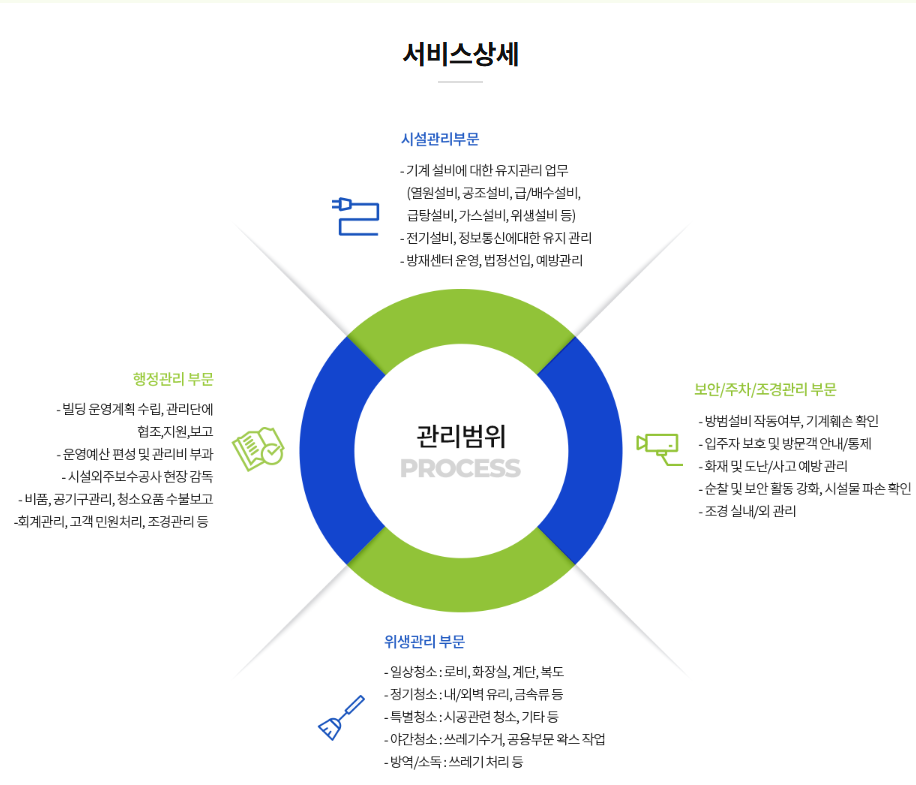 서비스상세
시설관리부문
- 기계 설비에 대한 유지관리 업무
(열원설비, 공조설비, 급/배수설비,
급탕설비, 가스설비, 위생설비 등)
- 전기설비, 정보통신에대한 유지 관리
- 방재센터 운영, 법정선입, 예방관리
행정관리 부문
- 빌딩 운영계획 수립, 관리단에
협조,지원,보고
- 운영예산 편성 및 관리비 부과
- 시설외주보수공사 현장 감독
- 비품, 공기구관리, 청소요품 수불보고
-회계관리, 고객 민원처리, 조경관리 등
관리범위
PROCESS
보안/주차/조경관리 부문
- 방범설비 작동여부, 기계훼손 확인
- 입주자 보호 및 방문객 안내/통제
- 화재 및 도난/사고 예방 관리
- 순찰 및 보안 활동 강화, 시설물 파손 확인
- 조경 실내/외 관리
위생관리 부문
- 일상청소 : 로비, 화장실, 계단, 복도
- 정기청소 : 내/외벽 유리, 금속류 등
- 특별청소 : 시공관련 청소, 기타 등
- 야간청소 : 쓰레기수거, 공용부문 왁스 작업
- 방역/소독 : 쓰레기 처리 등